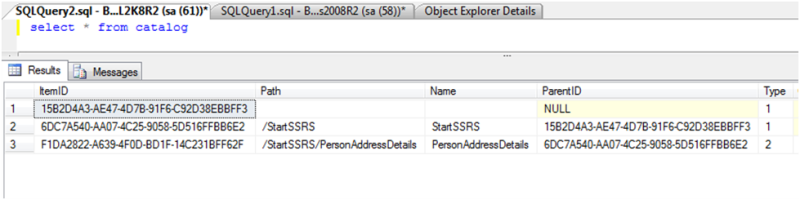 SQLQuery2.sql - B...L2K8R2 (sa (61))* SQLQuery1.sql - B...s2008R2 (sa (58))* Object Explorer Details
select * from catalog
Results Messages
ItemID Path Name ParentID Type
1 15B2D4A3-AE47-4D7B-91F6-C92D38EBBFF3 NULL 1
2 6DC7A540-AA07-4C25-9058-5D516FFBB6E2 /StartSSRS StartSSRS 15B2D4A3-AE47-4D7B-91F6-C92D38EBBFF3 1
3 F1DA2822-A639-4F0D-BD1F-14C231BFF62F /StartSSRS/PersonAddressDetails PersonAddressDetails 6DC7A540-AA07-4C25-9058-5D516FFBB6E2 2